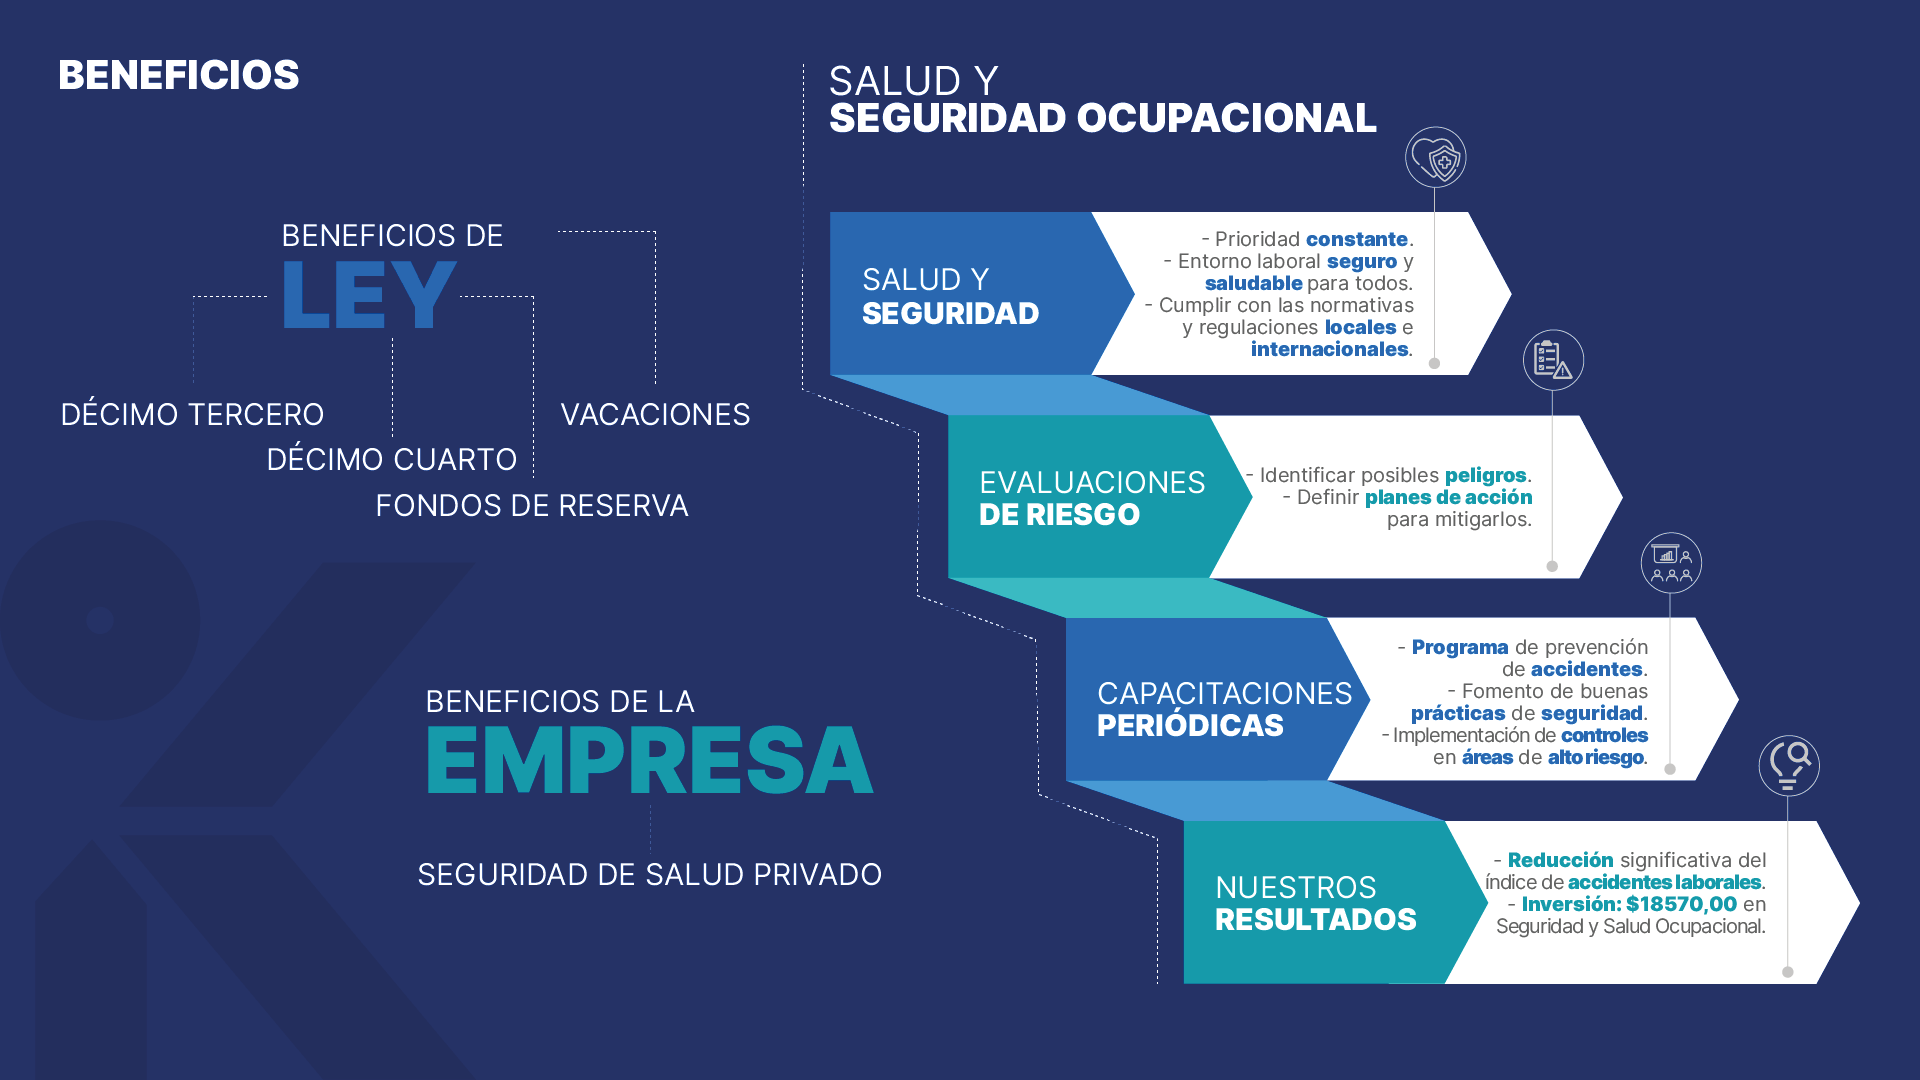 BENEFICIOS
BENEFICIOS DE
LEY
DÉCIMO TERCERO
VACACIONES
DÉCIMO CUARTO
FONDOS DE RESERVA
BENEFICIOS DE LA
EMPRESA
SEGURIDAD DE SALUD PRIVADO
SALUD Y
SEGURIDAD OCUPACIONAL
SALUD Y
SEGURIDAD
- Prioridad constante.
- Entorno laboral seguro y
saludable para todos.
- Cumplir con las normativas
y regulaciones locales e
internacionales.
EVALUACIONES
DE RIESGO
- Identificar posibles peligros.
- Definir planes de acción
para mitigarlos.
CAPACITACIONES
PERIÓDICAS
- Programa de prevención
de accidentes.
- Fomento de buenas
prácticas de seguridad.
- Implementación de controles
en áreas de alto riesgo.
NUESTROS
RESULTADOS
- Reducción significativa del
índice de accidentes laborales.
- Inversión: $18570,00 en
Seguridad y Salud Ocupacional.